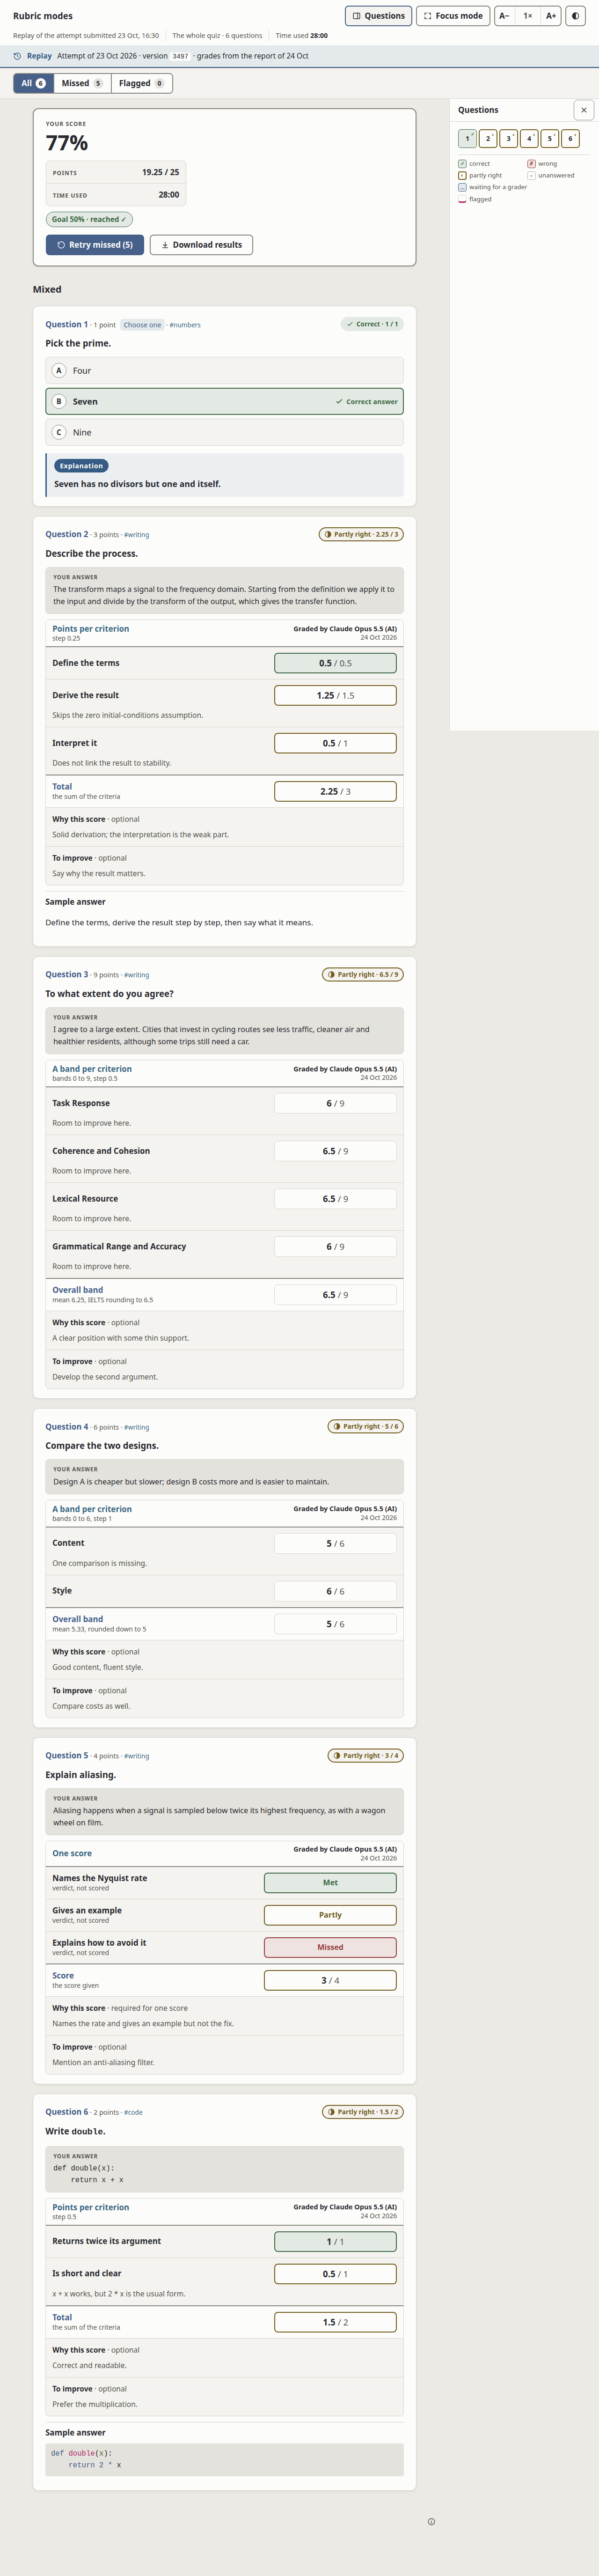 Rubric modes
Questions
Focus mode
A−
1×
A+
Replay of the attempt submitted 23 Oct, 16:30
The whole quiz · 6 questions
Time used 28:00
Replay
Attempt of 23 Oct 2026 · version 3497 · grades from the report of 24 Oct
All 6
Missed 5
Flagged 0
YOUR SCORE
77%
POINTS 19.25 / 25
TIME USED 28:00
Goal 50% · reached ✓
Retry missed (5)
Download results
Questions
1
2
3
4
5
6
correct
wrong
partly right
unanswered
waiting for a grader
flagged
Mixed
Question 1 · 1 point Choose one · #numbers
Correct · 1 / 1
Pick the prime.
A Four
B Seven
Correct answer
C Nine
Explanation
Seven has no divisors but one and itself.
Question 2 · 3 points · #writing
Partly right · 2.25 / 3
Describe the process.
YOUR ANSWER
The transform maps a signal to the frequency domain. Starting from the definition we apply it to
the input and divide by the transform of the output, which gives the transfer function.
Points per criterion
step 0.25
Graded by Claude Opus 5.5 (AI)
24 Oct 2026
Define the terms
0.5 / 0.5
Derive the result
1.25 / 1.5
Skips the zero initial-conditions assumption.
Interpret it
0.5 / 1
Does not link the result to stability.
Total
the sum of the criteria
2.25 / 3
Why this score · optional
Solid derivation; the interpretation is the weak part.
To improve · optional
Say why the result matters.
Sample answer
Define the terms, derive the result step by step, then say what it means.
Question 3 · 9 points · #writing
Partly right · 6.5 / 9
To what extent do you agree?
YOUR ANSWER
I agree to a large extent. Cities that invest in cycling routes see less traffic, cleaner air and
healthier residents, although some trips still need a car.
A band per criterion
bands 0 to 9, step 0.5
Graded by Claude Opus 5.5 (AI)
24 Oct 2026
Task Response
6 / 9
Room to improve here.
Coherence and Cohesion
6.5 / 9
Room to improve here.
Lexical Resource
6.5 / 9
Room to improve here.
Grammatical Range and Accuracy
6 / 9
Room to improve here.
Overall band
mean 6.25, IELTS rounding to 6.5
6.5 / 9
Why this score · optional
A clear position with some thin support.
To improve · optional
Develop the second argument.
Question 4 · 6 points · #writing
Partly right · 5 / 6
Compare the two designs.
YOUR ANSWER
Design A is cheaper but slower; design B costs more and is easier to maintain.
A band per criterion
bands 0 to 6, step 1
Graded by Claude Opus 5.5 (AI)
24 Oct 2026
Content
5 / 6
One comparison is missing.
Style
6 / 6
Overall band
mean 5.33, rounded down to 5
5 / 6
Why this score · optional
Good content, fluent style.
To improve · optional
Compare costs as well.
Question 5 · 4 points · #writing
Partly right · 3 / 4
Explain aliasing.
YOUR ANSWER
Aliasing happens when a signal is sampled below twice its highest frequency, as with a wagon
wheel on film.
One score
Graded by Claude Opus 5.5 (AI)
24 Oct 2026
Names the Nyquist rate
verdict, not scored
Met
Gives an example
verdict, not scored
Partly
Explains how to avoid it
verdict, not scored
Missed
Score
the score given
3 / 4
Why this score · required for one score
Names the rate and gives an example but not the fix.
To improve · optional
Mention an anti-aliasing filter.
Question 6 · 2 points · #code
Partly right · 1.5 / 2
Write double.
YOUR ANSWER
def double(x):
    return x + x
Points per criterion
step 0.5
Graded by Claude Opus 5.5 (AI)
24 Oct 2026
Returns twice its argument
1 / 1
Is short and clear
0.5 / 1
x + x works, but 2 * x is the usual form.
Total
the sum of the criteria
1.5 / 2
Why this score · optional
Correct and readable.
To improve · optional
Prefer the multiplication.
Sample answer
def double(x):
    return 2 * x